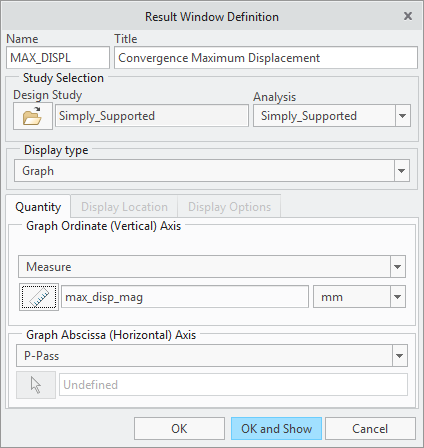 Result Window Definition
Name Title
MAX_DISPL Convergence Maximum Displacement
Study Selection
Design Study Analysis
Simply_Supported Simply_Supported
Display type
Graph
Quantity Display Location Display Options
Graph Ordinate (Vertical) Axis
Measure
max_disp_mag mm
Graph Abscissa (Horizontal) Axis
P-Pass
Undefined
OK OK and Show Cancel